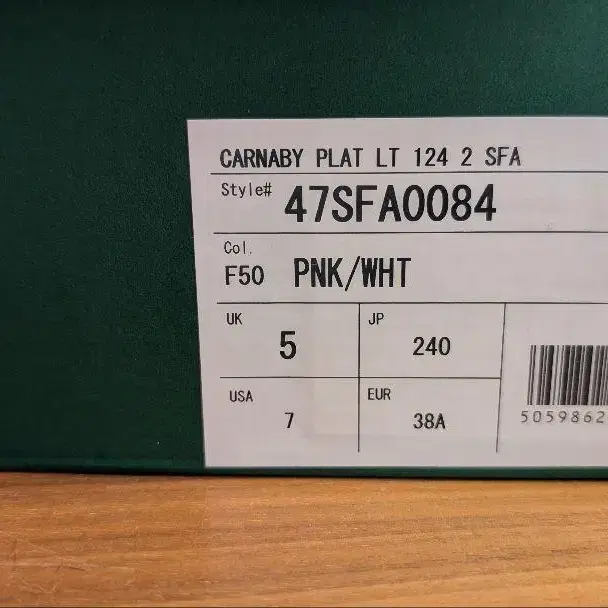 CARNABY PLAT LT 124 2 SFA
Style# 47SFA0084
Col.
F50 PNK/WHT
UK 5 JP 240
USA 7 EUR 38A
5059862